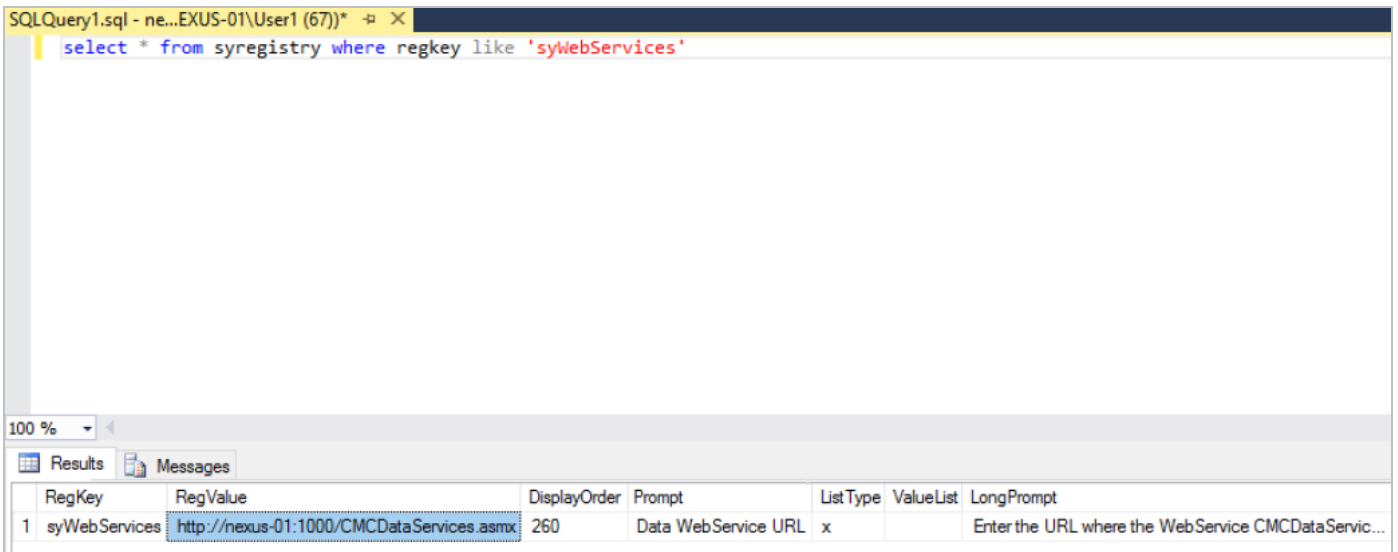 SQLQuery1.sql - ne...EXUS-01\User1 (67))*
select * from syregistry where regkey like 'syWebServices'
100 %
Results Messages
RegKey RegValue DisplayOrder Prompt ListType ValueList LongPrompt
1 syWebServices http://nexus-01:1000/CMCDataServices.asmx 260 Data WebService URL x Enter the URL where the WebService CMCDataServic...